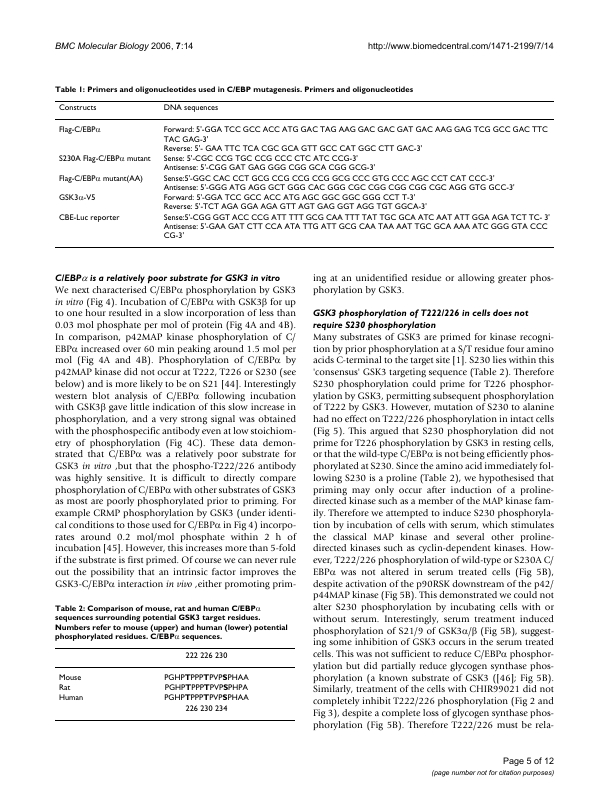 BMC Molecular Biology 2006, 7:14
http://www.biomedcentral.com/1471-2199/7/14
Table 1: Primers and oligonucleotides used in C/EBP mutagenesis. Primers and oligonucleotides
Constructs DNA sequences
Flag-C/EBPα Forward: 5'-GGA TCC GCC ACC ATG GAC TAG AAG GAC GAC GAT GAC AAG GAG TCG GCC GAC TTC
TAC GAG-3'
Reverse: 5'- GAA TTC TCA CGC GCA GTT GCC CAT GGC CTT GAC-3'
S230A Flag-C/EBPα mutant Sense: 5'-CGC CCG TGC CCG CCC CTC ATC CCG-3'
Antisense: 5'-CGG GAT GAG GGG CGG GCA CGG GCG-3'
Flag-C/EBPα mutant(AA) Sense:5'-GGC CAC CCT GCG CCG CCG CCC GCG CCC GTG CCC AGC CCT CAT CCC-3'
Antisense: 5'-GGG ATG AGG GCT GGG CAC GGG CGC CGG CGG CGG CGC AGG GTG GCC-3'
GSK3α-V5 Forward: 5'-GGA TCC GCC ACC ATG AGC GGC GGC GGG CCT T-3'
Reverse: 5'-TCT AGA GGA AGA GTT AGT GAG GGT AGG TGT GGCA-3'
CBE-Luc reporter Sense:5'-CGG GGT ACC CCG ATT TTT GCG CAA TTT TAT TGC GCA ATC AAT ATT GGA AGA TCT TC- 3'
Antisense: 5'-GAA GAT CTT CCA ATA TTG ATT GCG CAA TAA AAT TGC GCA AAA ATC GGG GTA CCC
CG-3'
C/EBPα is a relatively poor substrate for GSK3 in vitro
We next characterised C/EBPα phosphorylation by GSK3
in vitro (Fig 4). Incubation of C/EBPα with GSK3β for up
to one hour resulted in a slow incorporation of less than
0.03 mol phosphate per mol of protein (Fig 4A and 4B).
In comparison, p42MAP kinase phosphorylation of C/
EBPα increased over 60 min peaking around 1.5 mol per
mol (Fig 4A and 4B). Phosphorylation of C/EBPα by
p42MAP kinase did not occur at T222, T226 or S230 (see
below) and is more likely to be on S21 [44]. Interestingly
western blot analysis of C/EBPα following incubation
with GSK3β gave little indication of this slow increase in
phosphorylation, and a very strong signal was obtained
with the phosphospecific antibody even at low stoichiom-
etry of phosphorylation (Fig 4C). These data demon-
strated that C/EBPα was a relatively poor substrate for
GSK3 in vitro ,but that the phospho-T222/226 antibody
was highly sensitive. It is difficult to directly compare
phosphorylation of C/EBPα with other substrates of GSK3
as most are poorly phosphorylated prior to priming. For
example CRMP phosphorylation by GSK3 (under identi-
cal conditions to those used for C/EBPα in Fig 4) incorpo-
rates around 0.2 mol/mol phosphate within 2 h of
incubation [45]. However, this increases more than 5-fold
if the substrate is first primed. Of course we can never rule
out the possibility that an intrinsic factor improves the
GSK3-C/EBPα interaction in vivo ,either promoting prim-
Table 2: Comparison of mouse, rat and human C/EBPα
sequences surrounding potential GSK3 target residues.
Numbers refer to mouse (upper) and human (lower) potential
phosphorylated residues. C/EBPα sequences.
222 226 230
Mouse PGHPTPPPTPVPSPHAA
Rat PGHPTPPPTPVPSPHPA
Human PGHPTPPPTPVPSPHAA
226 230 234
ing at an unidentified residue or allowing greater phos-
phorylation by GSK3.
GSK3 phosphorylation of T222/226 in cells does not
require S230 phosphorylation
Many substrates of GSK3 are primed for kinase recogni-
tion by prior phosphorylation at a S/T residue four amino
acids C-terminal to the target site [1]. S230 lies within this
'consensus' GSK3 targeting sequence (Table 2). Therefore
S230 phosphorylation could prime for T226 phosphor-
ylation by GSK3, permitting subsequent phosphorylation
of T222 by GSK3. However, mutation of S230 to alanine
had no effect on T222/226 phosphorylation in intact cells
(Fig 5). This argued that S230 phosphorylation did not
prime for T226 phosphorylation by GSK3 in resting cells,
or that the wild-type C/EBPα is not being efficiently phos-
phorylated at S230. Since the amino acid immediately fol-
lowing S230 is a proline (Table 2), we hypothesised that
priming may only occur after induction of a proline-
directed kinase such as a member of the MAP kinase fam-
ily. Therefore we attempted to induce S230 phosphoryla-
tion by incubation of cells with serum, which stimulates
the classical MAP kinase and several other proline-
directed kinases such as cyclin-dependent kinases. How-
ever, T222/226 phosphorylation of wild-type or S230A C/
EBPα was not altered in serum treated cells (Fig 5B),
despite activation of the p90RSK downstream of the p42/
p44MAP kinase (Fig 5B). This demonstrated we could not
alter S230 phosphorylation by incubating cells with or
without serum. Interestingly, serum treatment induced
phosphorylation of S21/9 of GSK3α/β (Fig 5B), suggest-
ing some inhibition of GSK3 occurs in the serum treated
cells. This was not sufficient to reduce C/EBPα phosphor-
ylation but did partially reduce glycogen synthase phos-
phorylation (a known substrate of GSK3 ([46]; Fig 5B).
Similarly, treatment of the cells with CHIR99021 did not
completely inhibit T222/226 phosphorylation (Fig 2 and
Fig 3), despite a complete loss of glycogen synthase phos-
phorylation (Fig 5B). Therefore T222/226 must be rela-
Page 5 of 12
(page number not for citation purposes)